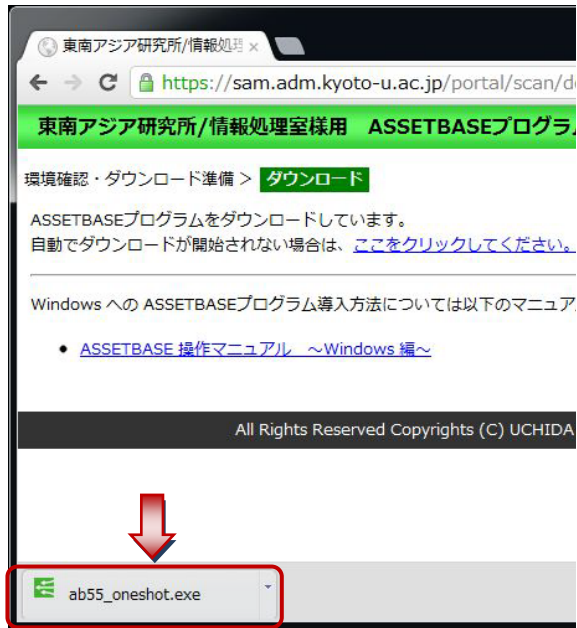 東南アジア研究所/情報処理
https://sam.adm.kyoto-u.ac.jp/portal/scan/d
東南アジア研究所/情報処理室様用 ASSETBASEプログラム
環境確認・ダウンロード準備 > ダウンロード
ASSETBASEプログラムをダウンロードしています。
自動でダウンロードが開始されない場合は、ここをクリックしてください。
Windows への ASSETBASEプログラム導入方法については以下のマニュア
• ASSETBASE 操作マニュアル ～Windows 編～
All Rights Reserved Copyrights (C) UCHIDA
ab55_oneshot.exe